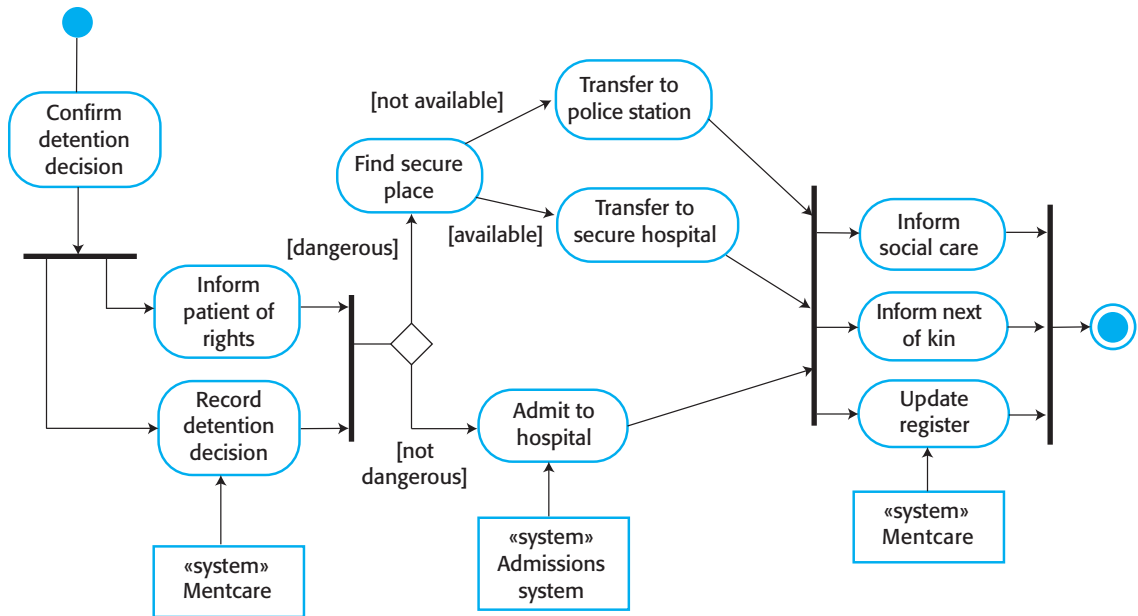 Confirm
detention
decision
Inform
patient of
rights
Record
detention
decision
«system»
Mentcare
[dangerous]
[not
dangerous]
Find secure
place
[not available]
[available]
Transfer to
police station
Transfer to
secure hospital
Admit to
hospital
«system»
Admissions
system
Inform
social care
Inform next
of kin
Update
register
«system»
Mentcare